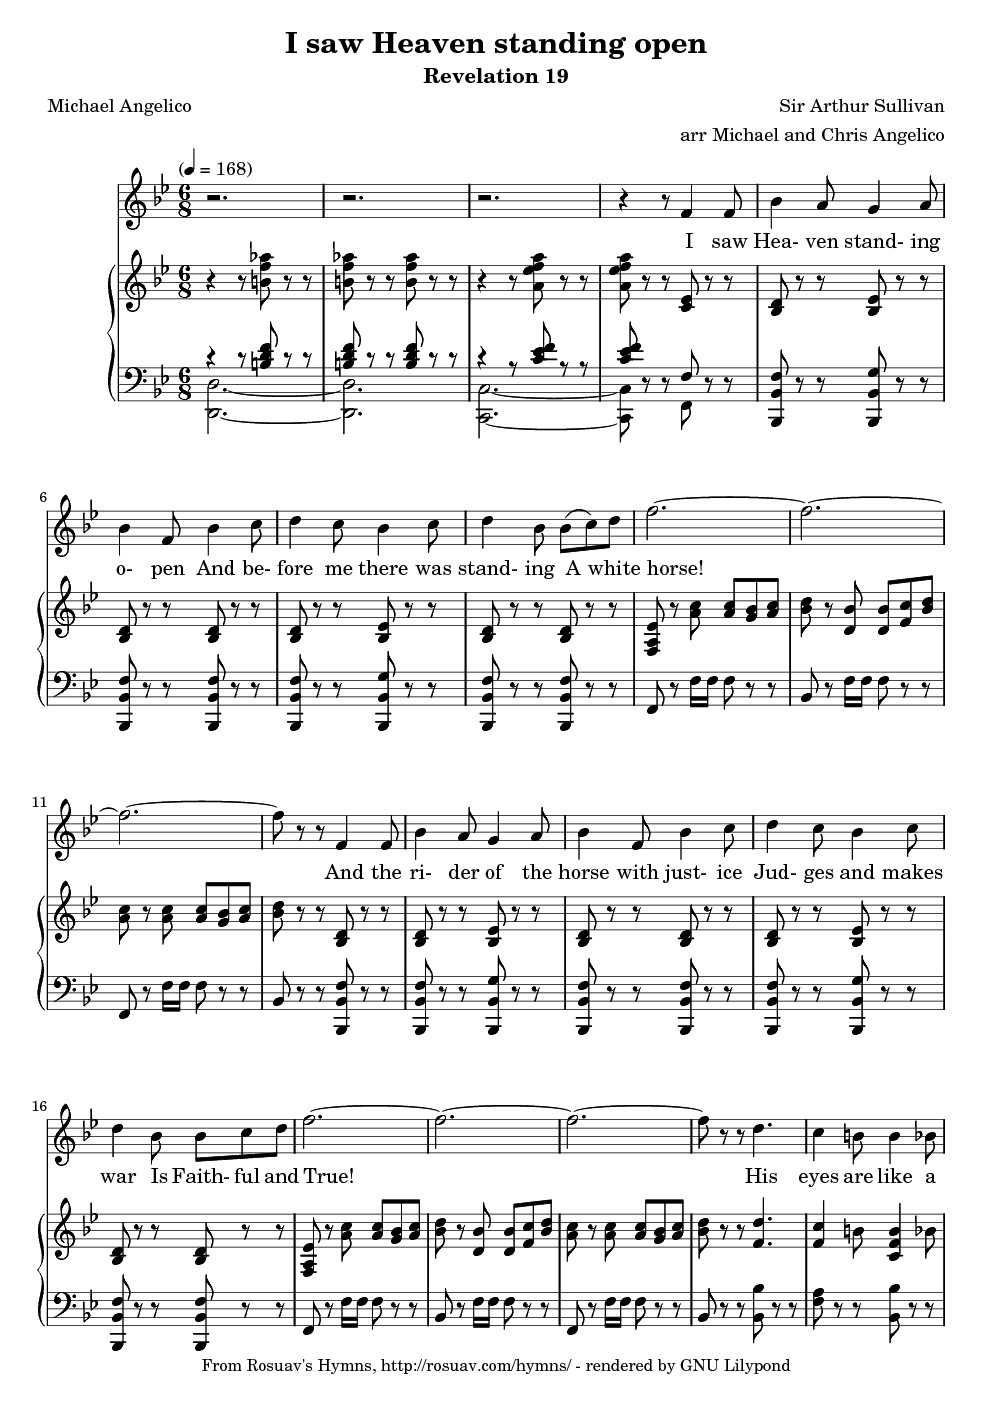 I saw Heaven standing open
Revelation 19
Michael Angelico
Sir Arthur Sullivan
arr Michael and Chris Angelico
(♩ = 168)
I saw Hea- ven stand- ing
6
o- pen And be- fore me there was stand- ing A white horse!
11
And the ri- der of the horse with just- ice Jud- ges and makes
16
war Is Faith- ful and True! His eyes are like a
From Rosuav's Hymns, http://rosuav.com/hymns/ - rendered by GNU Lilypond